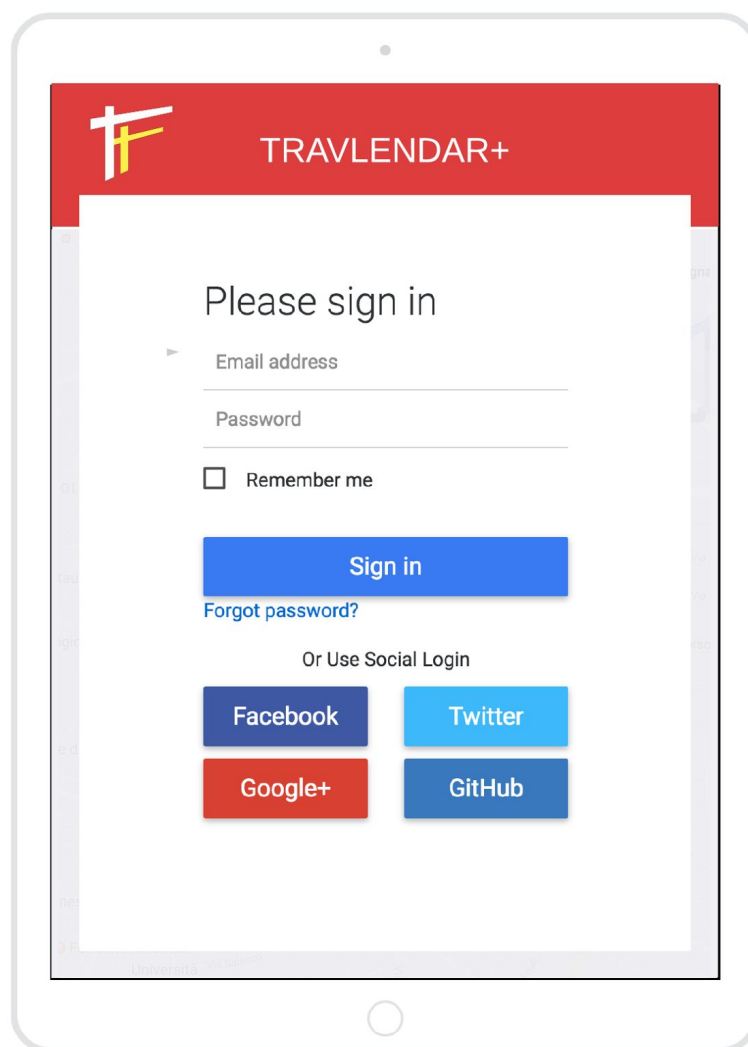 TRAVLENDAR+
Please sign in
Email address
Password
Remember me
Sign in
Forgot password?
Or Use Social Login
Facebook Twitter
Google+ GitHub
Università